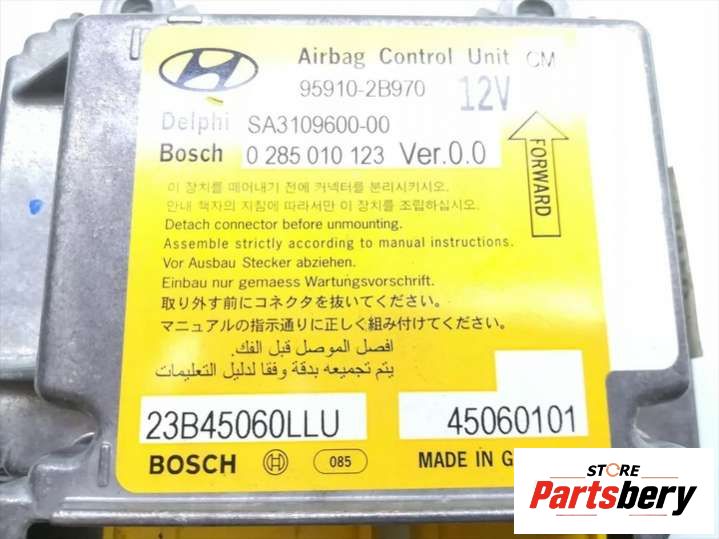 Airbag Control Unit CM
95910-2B970 12V
Delphi SA3109600-00
Bosch 0 285 010 123 Ver.0.0
FORWARD
이 장치를 떼어내기 전에 커넥터를 분리시키시오.
안내 책자의 지침에 따라서만 이 장치를 조립하십시오.
Detach connector before unmounting.
Assemble strictly according to manual instructions.
Vor Ausbau Stecker abziehen.
Einbau nur gemaess Wartungsvorschrift.
取り外す前にコネクタを抜いてください。
マニュアルの指示通りに正しく組み付けてください。
افصل الموصل قبل الفك.
يتم تجميعه بدقة وفقا لدليل التعليمات
23B45060LLU 45060101
BOSCH 085 MADE IN
STORE
Partsbery